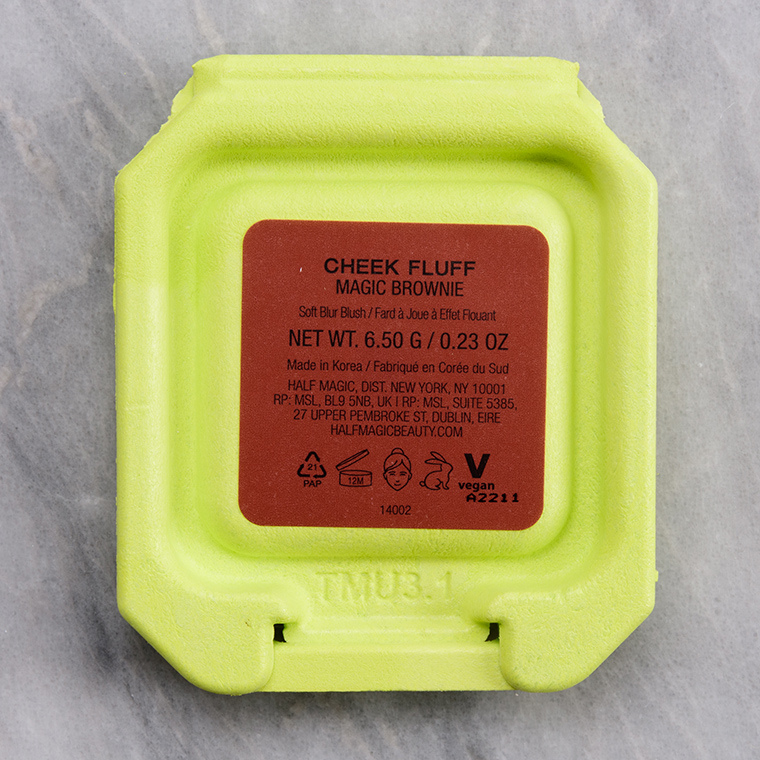 CHEEK FLUFF
MAGIC BROWNIE
Soft Blur Blush / Fard à Joue à Effet Flouant
NET WT. 6.50 G / 0.23 OZ
Made in Korea / Fabriqué en Corée du Sud
HALF MAGIC, DIST. NEW YORK, NY 10001
RP: MSL, BL9 5NB, UK | RP: MSL, SUITE 5385,
27 UPPER PEMBROKE ST, DUBLIN, EIRE
HALFMAGICBEAUTY.COM
21
PAP
12M
V
vegan
A2211
14002
TMU3.1